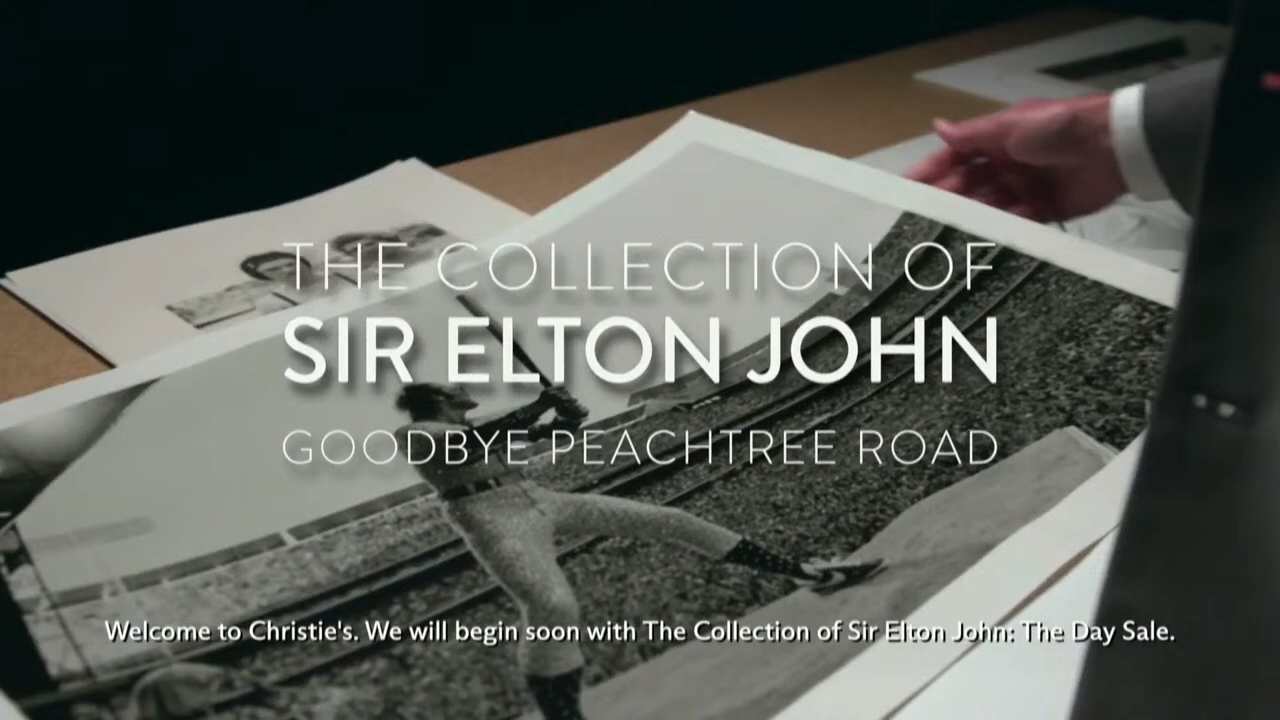 THE COLLECTION OF
SIR ELTON JOHN
GOODBYE PEACHTREE ROAD
Welcome to Christie's. We will begin soon with The Collection of Sir Elton John: The Day Sale.